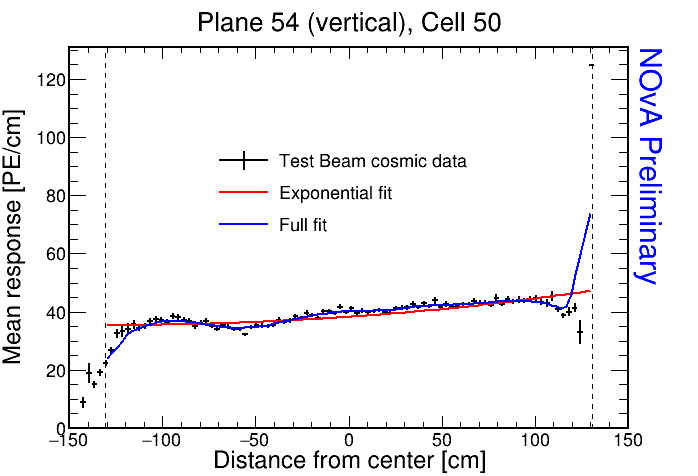 Plane 54 (vertical), Cell 50
NOνA Preliminary
Mean response [PE/cm]
120
100
80
60
40
20
0
Test Beam cosmic data
Exponential fit
Full fit
−150 −100 −50 0 50 100 150
Distance from center [cm]